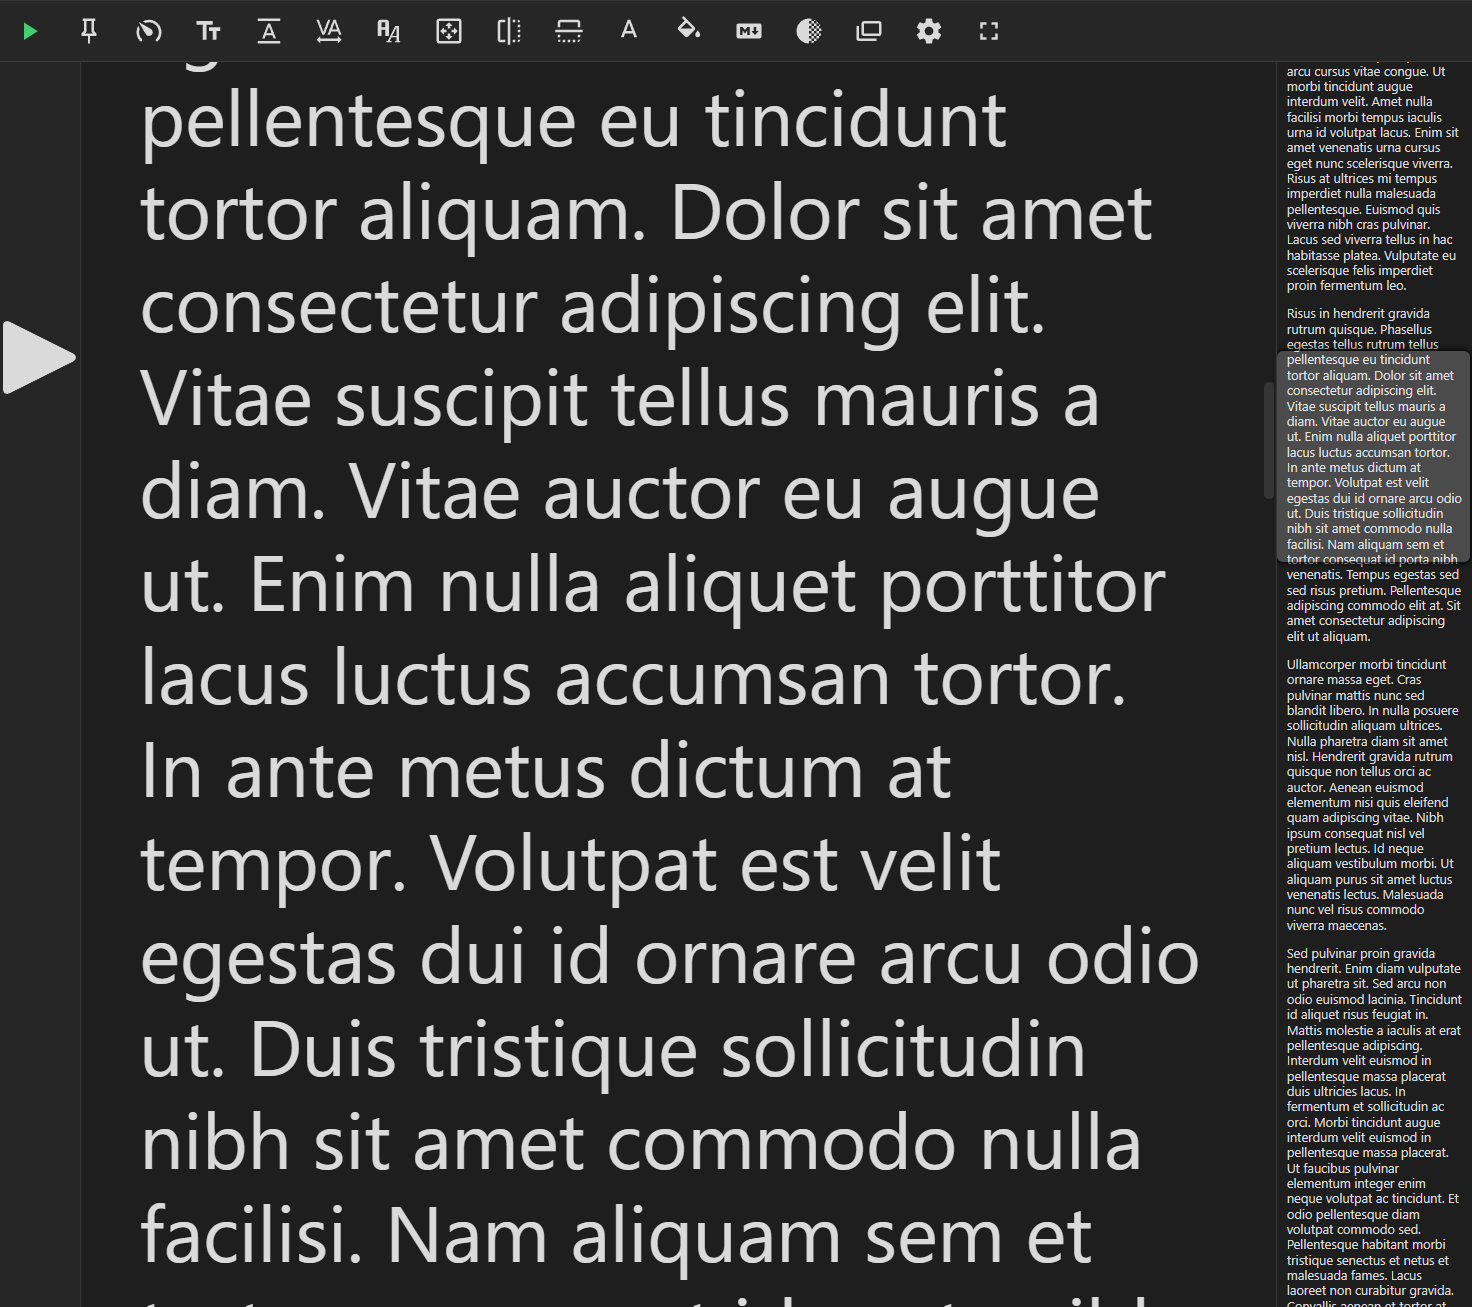 pellentesque eu tincidunt
tortor aliquam. Dolor sit amet
consectetur adipiscing elit.
Vitae suscipit tellus mauris a
diam. Vitae auctor eu augue
ut. Enim nulla aliquet porttitor
lacus luctus accumsan tortor.
In ante metus dictum at
tempor. Volutpat est velit
egestas dui id ornare arcu odio
ut. Duis tristique sollicitudin
nibh sit amet commodo nulla
facilisi. Nam aliquam sem et
arcu cursus vitae congue. Ut
morbi tincidunt augue
interdum velit. Amet nulla
facilisi morbi tempus iaculis
urna id volutpat lacus. Enim sit
amet venenatis urna cursus
eget nunc scelerisque viverra.
Risus at ultrices mi tempus
imperdiet nulla malesuada
pellentesque. Euismod quis
viverra nibh cras pulvinar.
Lacus sed viverra tellus in hac
habitasse platea. Vulputate eu
scelerisque felis imperdiet
proin fermentum leo.
Risus in hendrerit gravida
rutrum quisque. Phasellus
egestas tellus rutrum tellus
pellentesque eu tincidunt
tortor aliquam. Dolor sit amet
consectetur adipiscing elit.
Vitae suscipit tellus mauris a
diam. Vitae auctor eu augue
ut. Enim nulla aliquet porttitor
lacus luctus accumsan tortor.
In ante metus dictum at
tempor. Volutpat est velit
egestas dui id ornare arcu odio
ut. Duis tristique sollicitudin
nibh sit amet commodo nulla
facilisi. Nam aliquam sem et
tortor consequat id porta nibh
venenatis. Tempus egestas sed
sed risus pretium. Pellentesque
adipiscing commodo elit at. Sit
amet consectetur adipiscing
elit ut aliquam.
Ullamcorper morbi tincidunt
ornare massa eget. Cras
pulvinar mattis nunc sed
blandit libero. In nulla posuere
sollicitudin aliquam ultrices.
Nulla pharetra diam sit amet
nisl. Hendrerit gravida rutrum
quisque non tellus orci ac
auctor. Aenean euismod
elementum nisi quis eleifend
quam adipiscing vitae. Nibh
ipsum consequat nisl vel
pretium lectus. Id neque
aliquam vestibulum morbi. Ut
aliquam purus sit amet luctus
venenatis lectus. Malesuada
nunc vel risus commodo
viverra maecenas.
Sed pulvinar proin gravida
hendrerit. Enim diam vulputate
ut pharetra sit. Sed arcu non
odio euismod lacinia. Tincidunt
id aliquet risus feugiat in.
Mattis molestie a iaculis at erat
pellentesque adipiscing.
Interdum velit euismod in
pellentesque massa placerat
duis ultricies lacus. In
fermentum et sollicitudin ac
orci. Morbi tincidunt augue
interdum velit euismod in
pellentesque massa placerat.
Ut faucibus pulvinar
elementum integer enim
neque volutpat ac tincidunt. Et
odio pellentesque diam
volutpat commodo sed.
Pellentesque habitant morbi
tristique senectus et netus et
malesuada fames. Lacus
laoreet non curabitur gravida.
Convallis aenean et tortor at